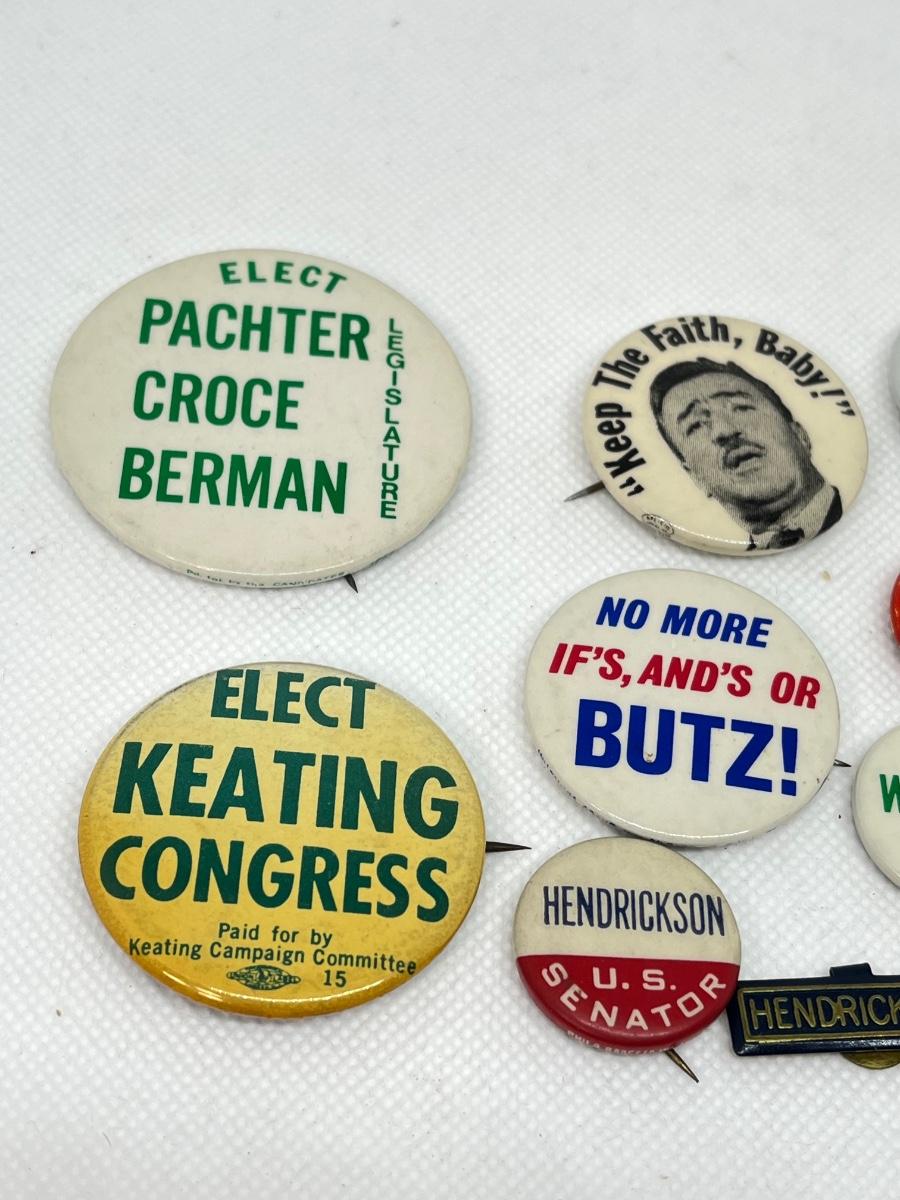 ELECT
PACHTER
CROCE
BERMAN
LEGISLATURE
"Keep The Faith, Baby!"
NO MORE
IF'S, AND'S OR
BUTZ!
ELECT
KEATING
CONGRESS
Paid for by
Keating Campaign Committee
15
HENDRICKSON
U.S.
SENATOR
HENDRICK
W